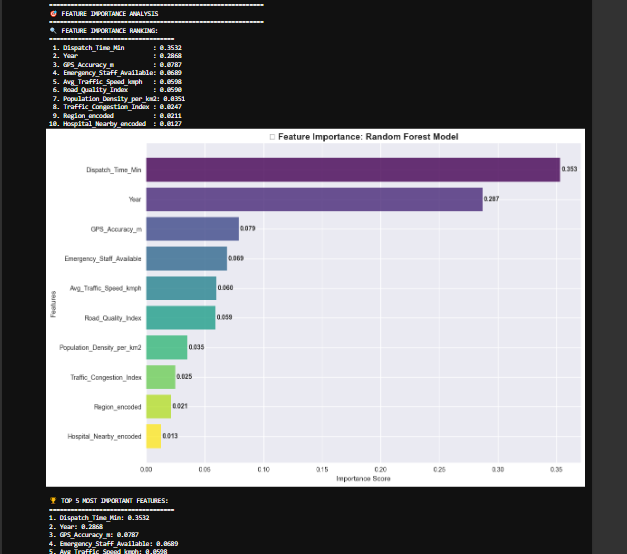 ============================================================
🎯 FEATURE IMPORTANCE ANALYSIS
============================================================
🔍 FEATURE IMPORTANCE RANKING:
===================================
1. Dispatch_Time_Min : 0.3532
2. Year : 0.2868
3. GPS_Accuracy_m : 0.0787
4. Emergency_Staff_Available: 0.0689
5. Avg_Traffic_Speed_kmph : 0.0598
6. Road_Quality_Index : 0.0590
7. Population_Density_per_km2: 0.0351
8. Traffic_Congestion_Index : 0.0247
9. Region_encoded : 0.0211
10. Hospital_Nearby_encoded : 0.0127
Feature Importance: Random Forest Model
Features
Dispatch_Time_Min 0.353
Year 0.287
GPS_Accuracy_m 0.079
Emergency_Staff_Available 0.069
Avg_Traffic_Speed_kmph 0.060
Road_Quality_Index 0.059
Population_Density_per_km2 0.035
Traffic_Congestion_Index 0.025
Region_encoded 0.021
Hospital_Nearby_encoded 0.013
0.00 0.05 0.10 0.15 0.20 0.25 0.30 0.35
Importance Score
🏆 TOP 5 MOST IMPORTANT FEATURES:
===================================
1. Dispatch_Time_Min: 0.3532
2. Year: 0.2868
3. GPS_Accuracy_m: 0.0787
4. Emergency_Staff_Available: 0.0689
5. Avg_Traffic_Speed_kmph: 0.0598